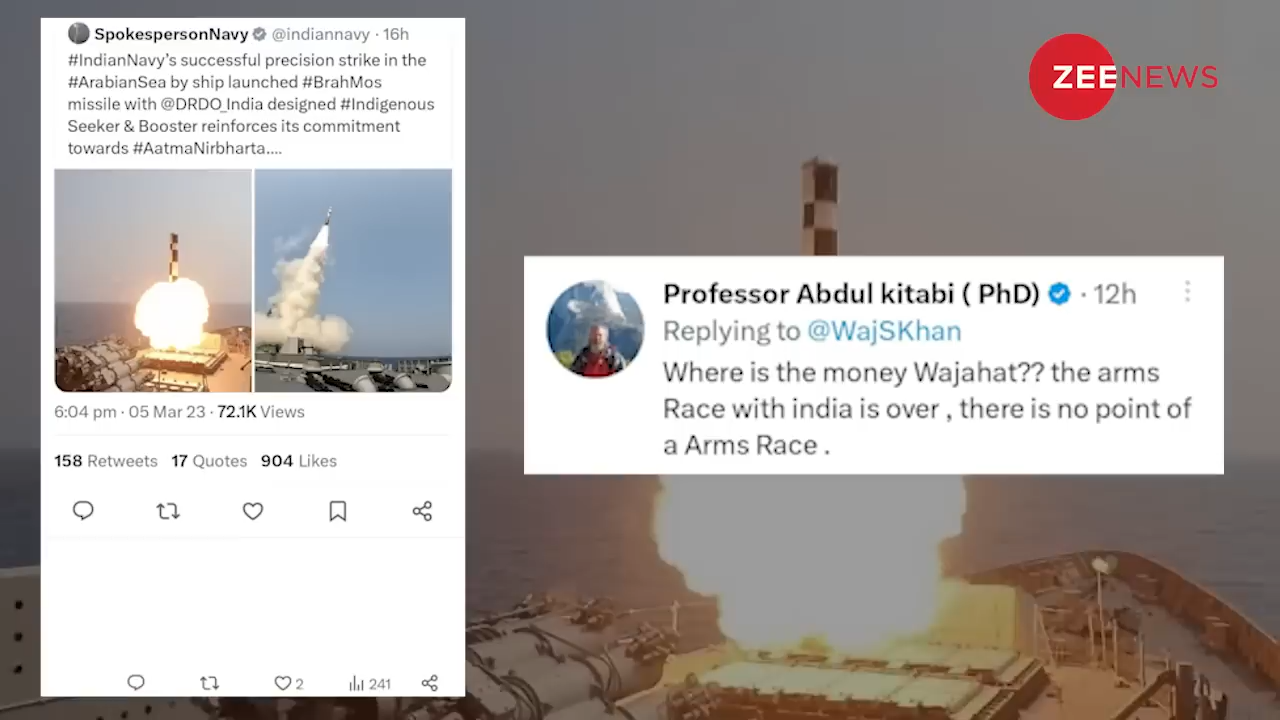 SpokespersonNavy @indiannavy · 16h
#IndianNavy's successful precision strike in the
#ArabianSea by ship launched #BrahMos
missile with @DRDO_India designed #Indigenous
Seeker & Booster reinforces its commitment
towards #AatmaNirbharta....
6:04 pm · 05 Mar 23 · 72.1K Views
158 Retweets 17 Quotes 904 Likes
2 241
ZEENEWS
Professor Abdul kitabi ( PhD) · 12h
Replying to @WajSKhan
Where is the money Wajahat?? the arms
Race with india is over , there is no point of
a Arms Race .